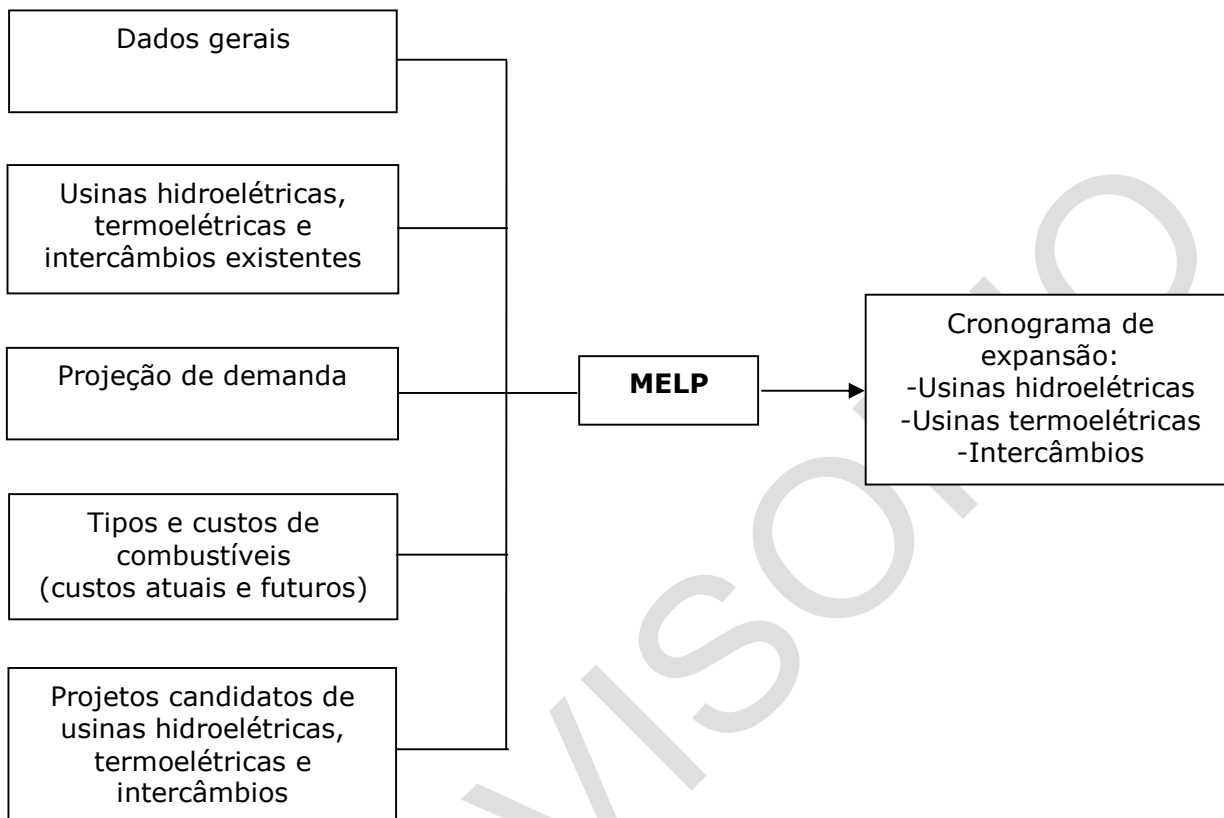 Dados gerais
Usinas hidroelétricas,
termoelétricas e
intercâmbios existentes
Projeção de demanda
Tipos e custos de
combustíveis
(custos atuais e futuros)
Projetos candidatos de
usinas hidroelétricas,
termoelétricas e
intercâmbios
MELP
Cronograma de
expansão:
-Usinas hidroelétricas
-Usinas termoelétricas
-Intercâmbios